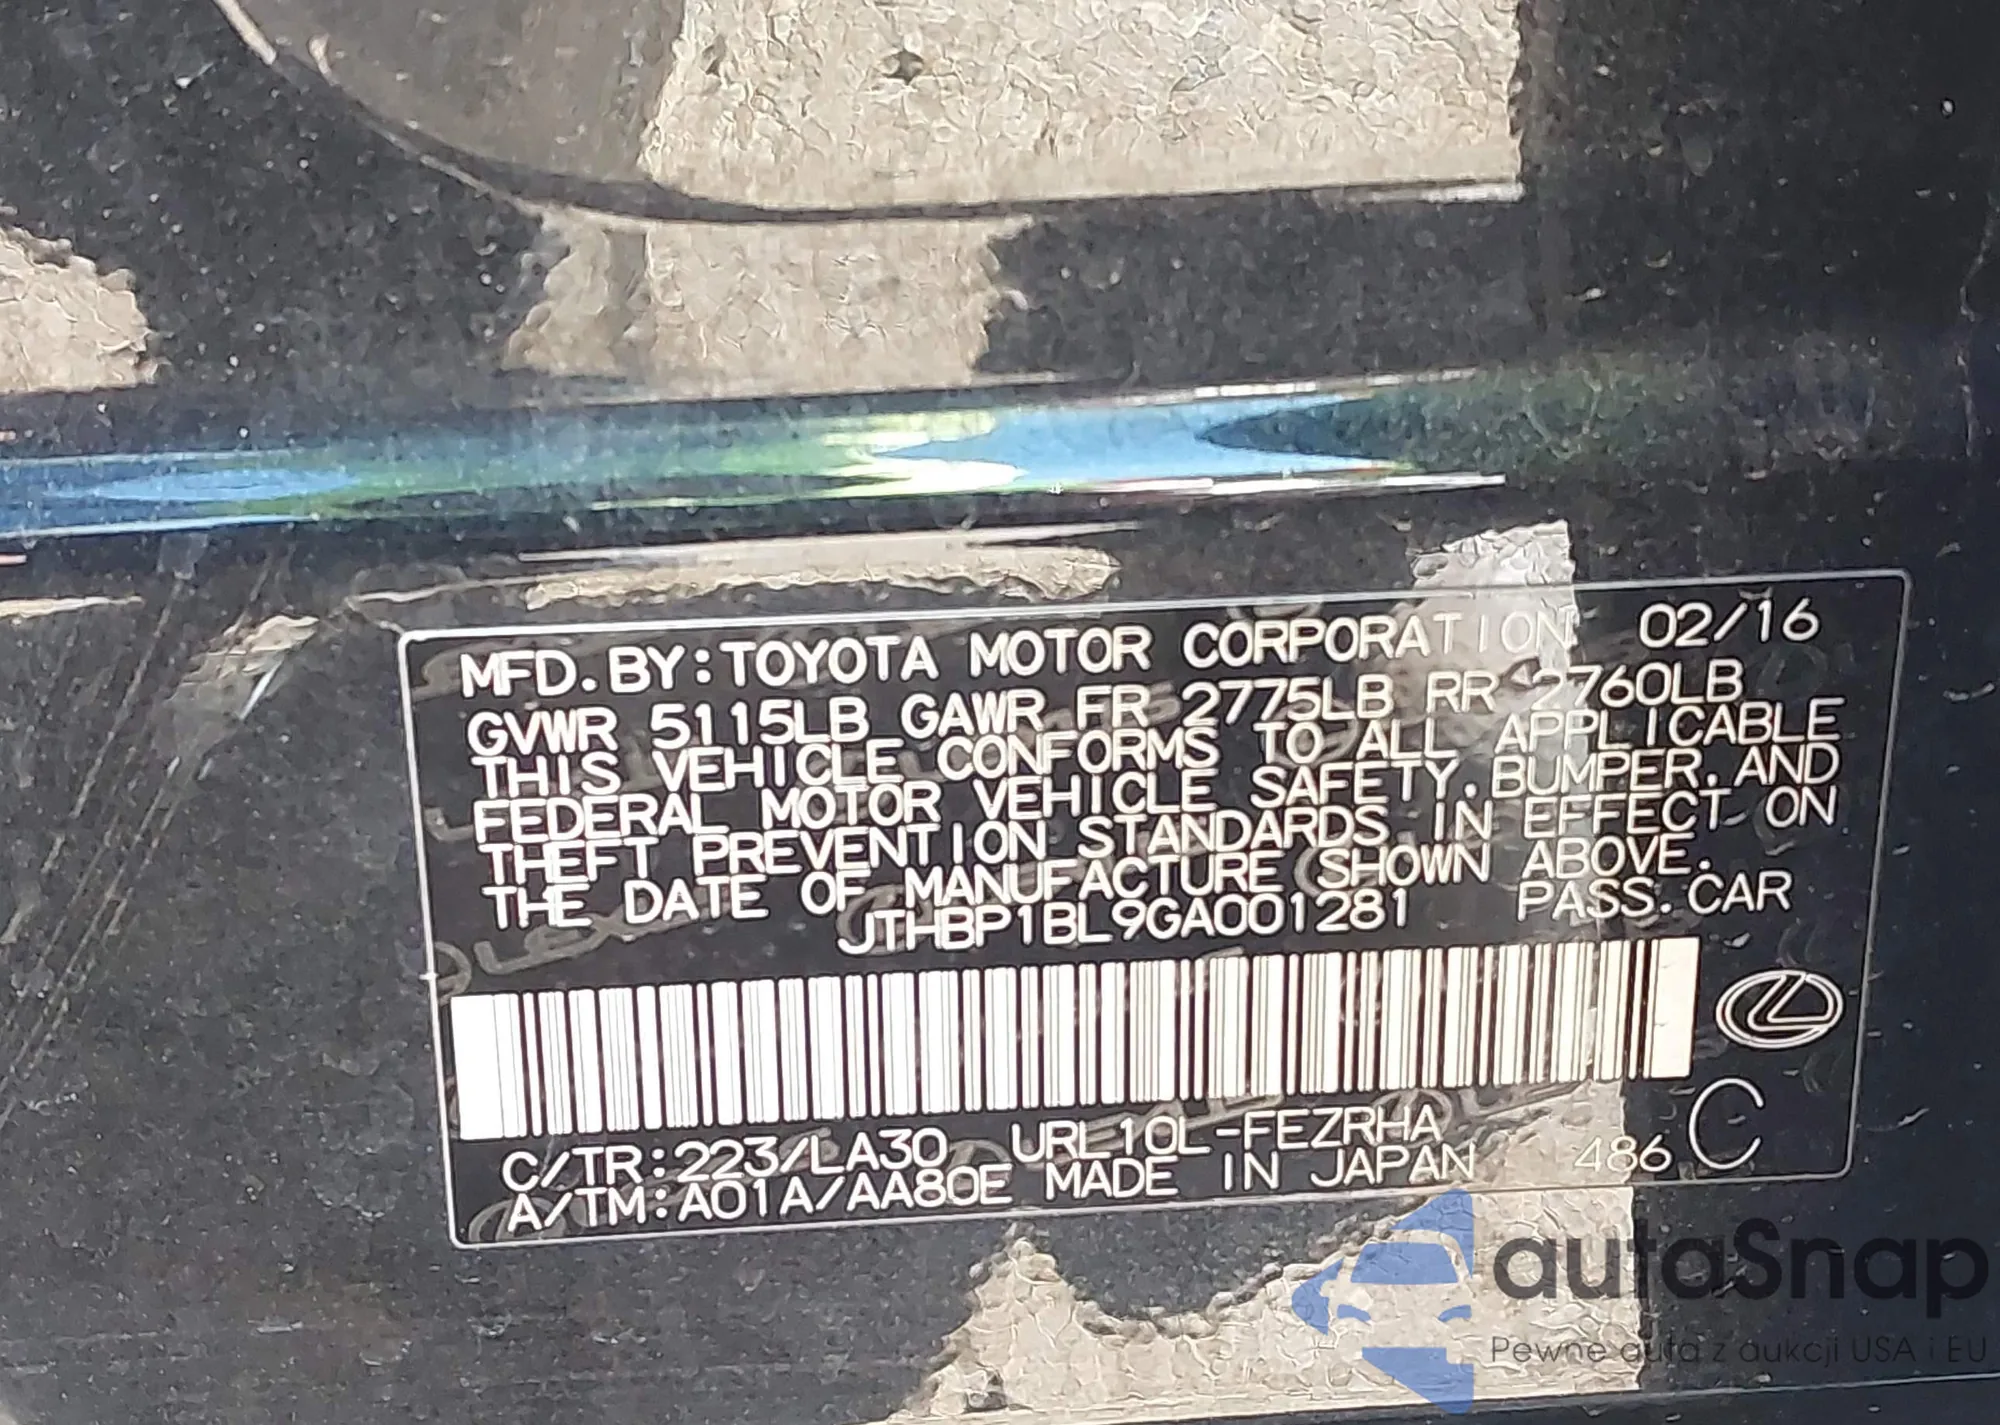 MFD. BY:TOYOTA MOTOR CORPORATION 02/16
GVWR 5115LB GAWR FR 2775LB RR 2760LB
THIS VEHICLE CONFORMS TO ALL APPLICABLE
FEDERAL MOTOR VEHICLE SAFETY, BUMPER, AND
THEFT PREVENTION STANDARDS IN EFFECT ON
THE DATE OF MANUFACTURE SHOWN ABOVE.
JTHBP1BL9GA001281 PASS. CAR
C/TR:223/LA30 URL10L-FEZRHA
A/TM:A01A/AA80E MADE IN JAPAN 486 C
autoSnap
Pewne auta z aukcji USA i EU